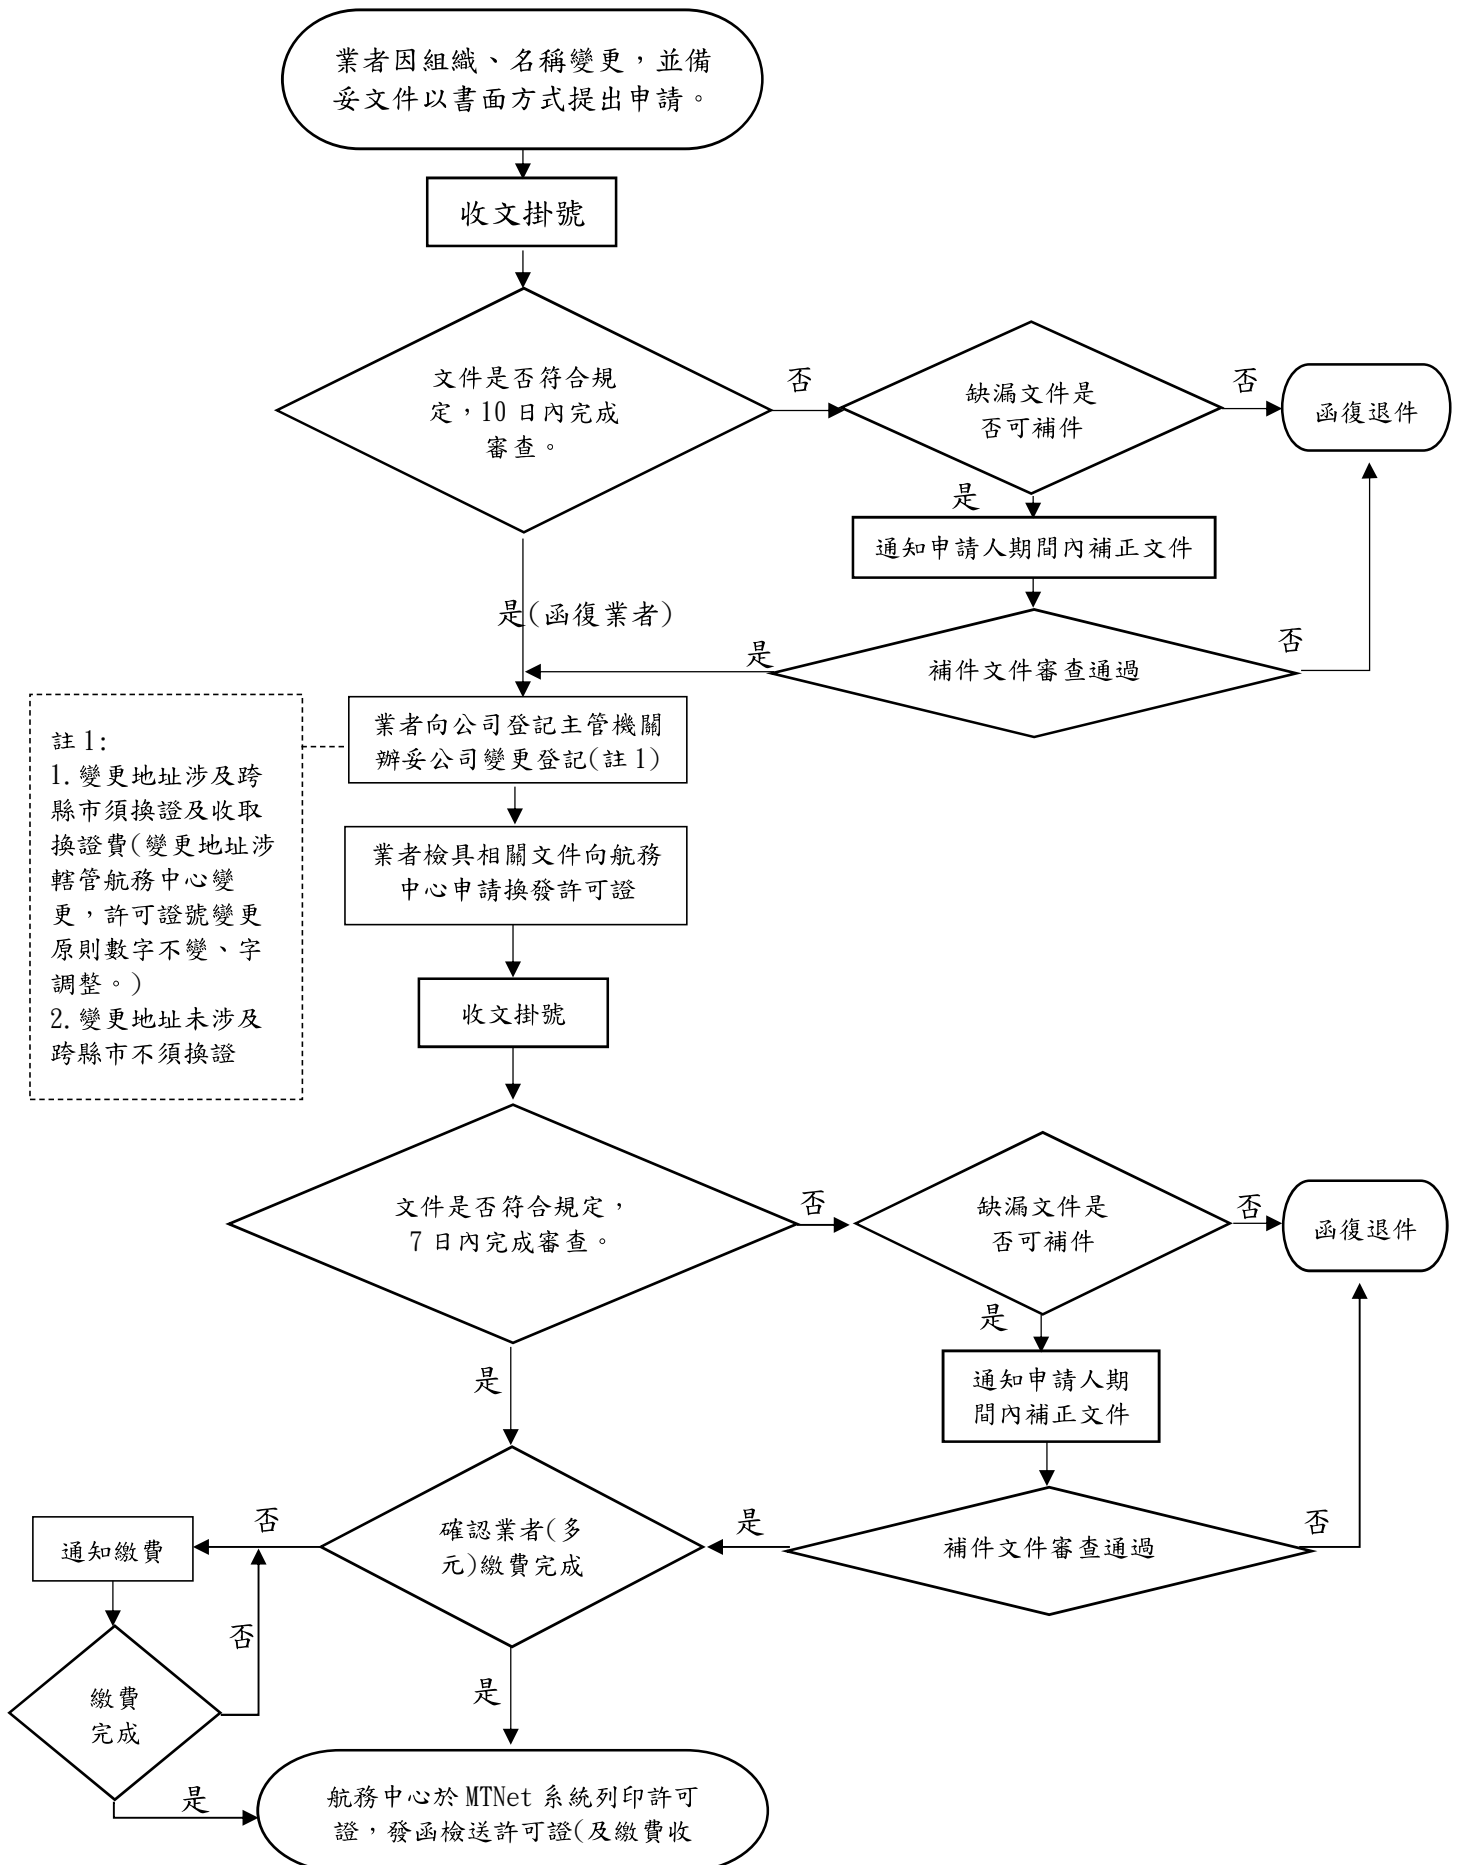 業者因組織、名稱變更，並備
妥文件以書面方式提出申請。
收文掛號
文件是否符合規
定，10 日內完成
審查。
否
缺漏文件是
否可補件
否
函復退件
是
通知申請人期間內補正文件
是(函復業者)
是
補件文件審查通過
否
業者向公司登記主管機關
辦妥公司變更登記(註 1)
註 1:
1. 變更地址涉及跨
縣市須換證及收取
換證費(變更地址涉
轄管航務中心變
更，許可證號變更
原則數字不變、字
調整。)
2. 變更地址未涉及
跨縣市不須換證
業者檢具相關文件向航務
中心申請換發許可證
收文掛號
文件是否符合規定，
7 日內完成審查。
否
缺漏文件是
否可補件
否
函復退件
是
通知申請人期
間內補正文件
是
確認業者(多
元)繳費完成
是
補件文件審查通過
否
否
通知繳費
否
繳費
完成
是
是
航務中心於 MTNet 系統列印許可
證，發函檢送許可證(及繳費收